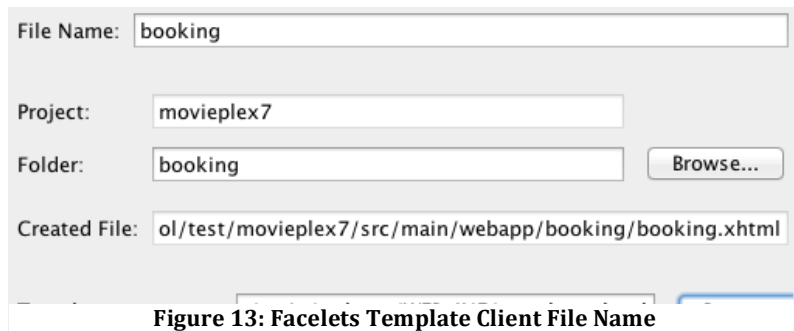 File Name: booking
Project: movieplex7
Folder: booking Browse...
Created File: ol/test/movieplex7/src/main/webapp/booking/booking.xhtml
Figure 13: Facelets Template Client File Name